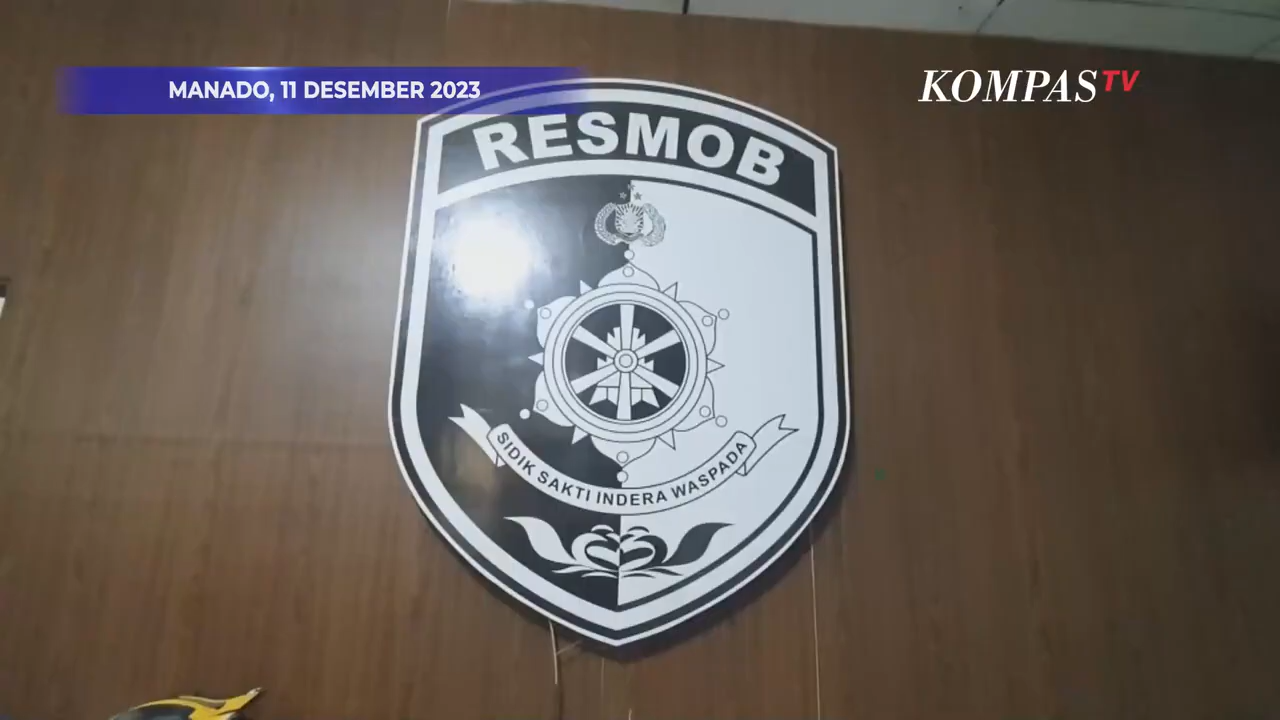 MANADO, 11 DESEMBER 2023
KOMPASTV
RESMOB
SIDIK SAKTI INDERA WASPADA